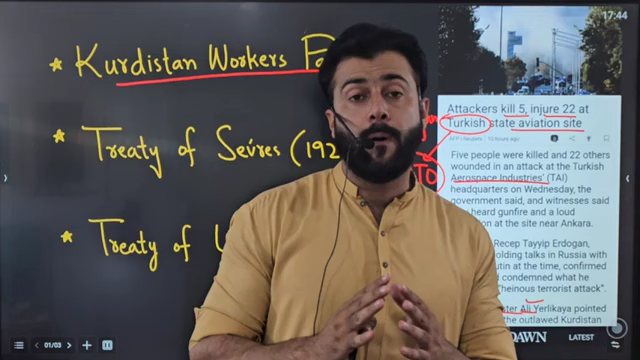 * Kurdistan Workers
* Treaty of Sevres (192
* Treaty of
17:44
Attackers kill 5, injure 22 at
Turkish state aviation site
AFP | Reuters
12 hours ago
TO
Five people were killed and 22 others
wounded in an attack at the Turkish
Aerospace Industries' (TAI)
headquarters on Wednesday, the
government said, and witnesses said
heard gunfire and a loud
at the site near Ankara.
Recep Tayyip Erdogan,
olding talks in Russia with
utin at the time, confirmed
condemned what he
"heinous terrorist attack".
ster Ali Yerlikaya pointed
the outlawed Kurdistan
DAWN
LATEST
01/03